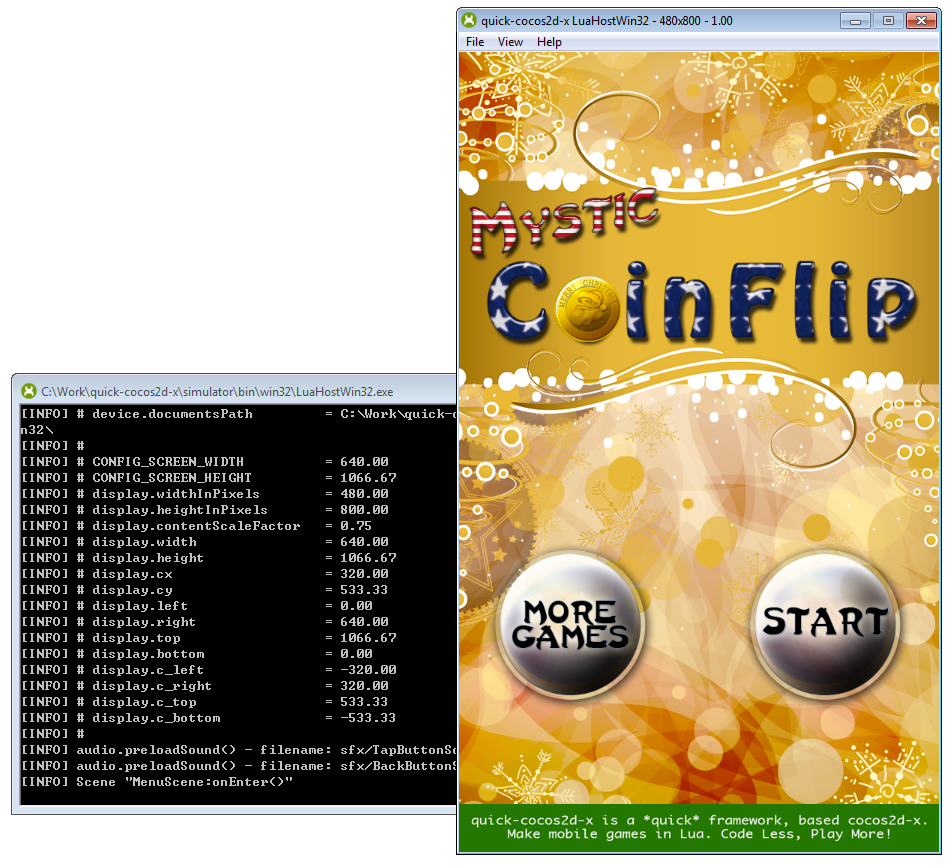 quick-cocos2d-x LuaHostWin32 - 480x800 - 1.00
File View Help
MYSTIC
CoinFlip
MERRY CHRISTMAS
MORE
GAMES
START
quick-cocos2d-x is a *quick* framework, based cocos2d-x.
Make mobile games in Lua. Code Less, Play More!
C:\Work\quick-cocos2d-x\simulator\bin\win32\LuaHostWin32.exe
[INFO] # device.documentsPath = C:\Work\quick-c
n32\
[INFO] #
[INFO] # CONFIG_SCREEN_WIDTH = 640.00
[INFO] # CONFIG_SCREEN_HEIGHT = 1066.67
[INFO] # display.widthInPixels = 480.00
[INFO] # display.heightInPixels = 800.00
[INFO] # display.contentScaleFactor = 0.75
[INFO] # display.width = 640.00
[INFO] # display.height = 1066.67
[INFO] # display.cx = 320.00
[INFO] # display.cy = 533.33
[INFO] # display.left = 0.00
[INFO] # display.right = 640.00
[INFO] # display.top = 1066.67
[INFO] # display.bottom = 0.00
[INFO] # display.c_left = -320.00
[INFO] # display.c_right = 320.00
[INFO] # display.c_top = 533.33
[INFO] # display.c_bottom = -533.33
[INFO] #
[INFO] audio.preloadSound() - filename: sfx/TapButtonSo
[INFO] audio.preloadSound() - filename: sfx/BackButtonS
[INFO] Scene "MenuScene:onEnter()"